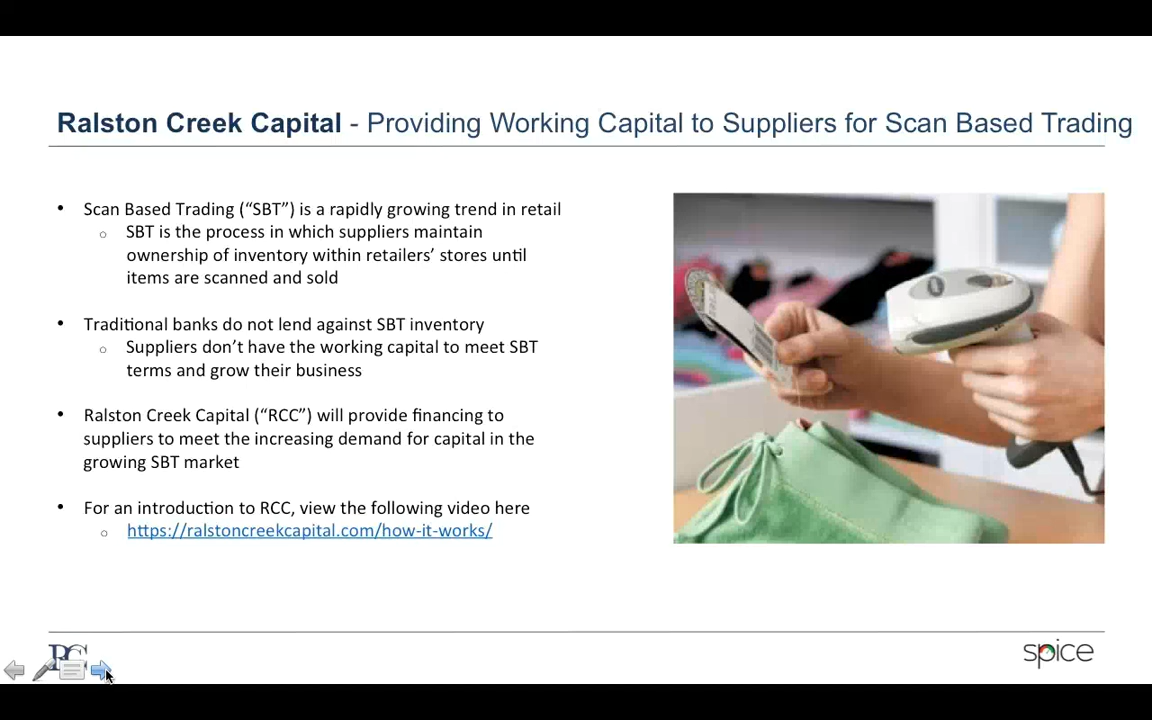 Ralston Creek Capital - Providing Working Capital to Suppliers for Scan Based Trading
• Scan Based Trading (“SBT”) is a rapidly growing trend in retail
○ SBT is the process in which suppliers maintain
ownership of inventory within retailers’ stores until
items are scanned and sold
• Traditional banks do not lend against SBT inventory
○ Suppliers don’t have the working capital to meet SBT
terms and grow their business
• Ralston Creek Capital (“RCC”) will provide financing to
suppliers to meet the increasing demand for capital in the
growing SBT market
• For an introduction to RCC, view the following video here
○ https://ralstoncreekcapital.com/how-it-works/
spice